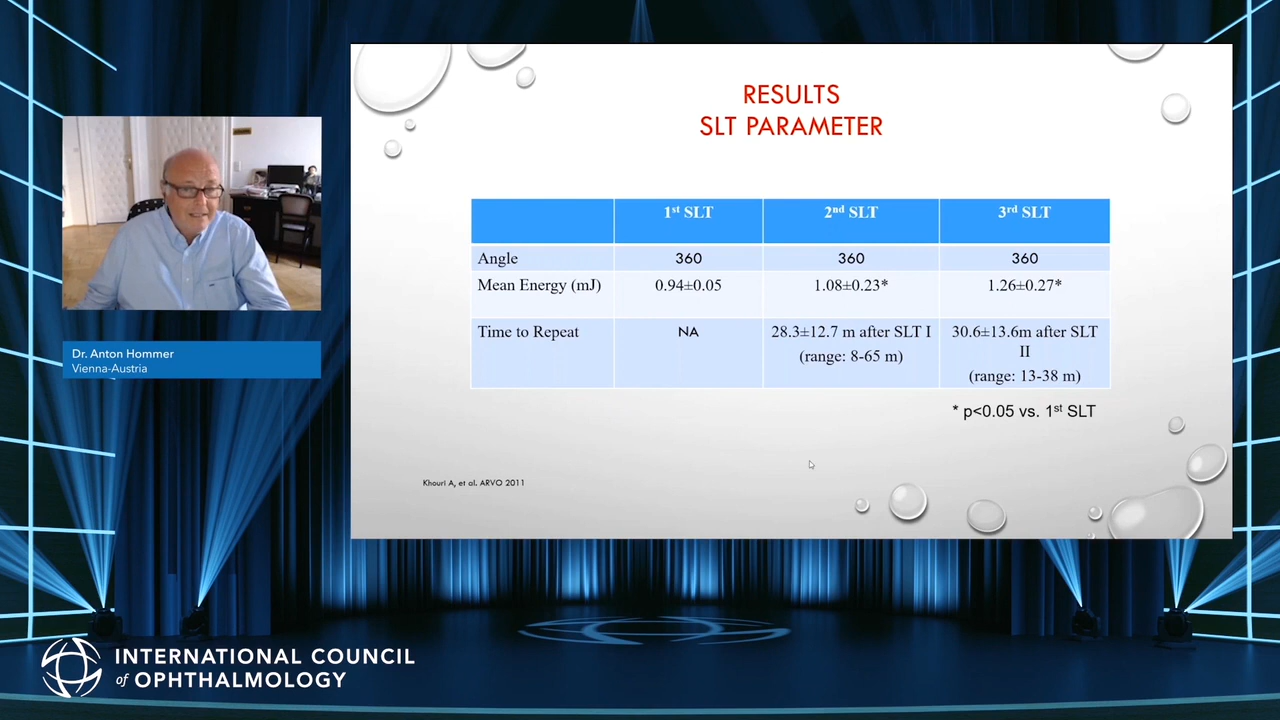 RESULTS
SLT PARAMETER
1st SLT 2nd SLT 3rd SLT
Angle 360 360 360
Mean Energy (mJ) 0.94±0.05 1.08±0.23* 1.26±0.27*
Time to Repeat NA 28.3±12.7 m after SLT I 30.6±13.6m after SLT
II
(range: 8-65 m)
(range: 13-38 m)
* p<0.05 vs. 1st SLT
Khouri A, et al. ARVO 2011
Dr. Anton Hommer
Vienna-Austria
INTERNATIONAL COUNCIL
of OPHTHALMOLOGY